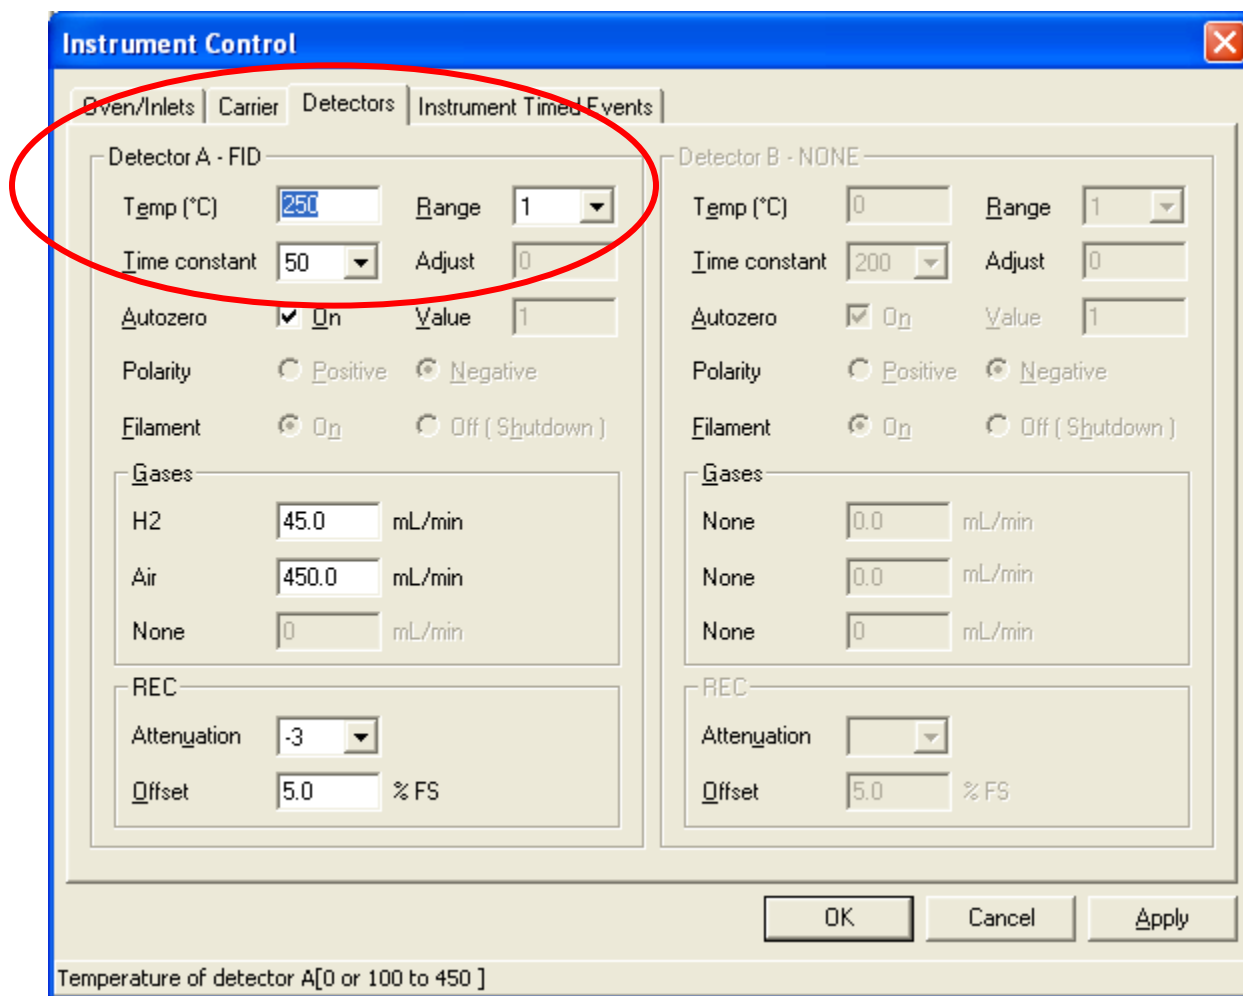 Instrument Control
Oven/Inlets Carrier Detectors Instrument Timed Events
Detector A - FID
Temp (°C) 250 Range 1
Time constant 50 Adjust 0
Autozero On Value 1
Polarity Positive Negative
Filament On Off ( Shutdown )
Gases
H2 45.0 mL/min
Air 450.0 mL/min
None 0 mL/min
REC
Attenuation -3
Offset 5.0 % FS
Detector B - NONE
Temp (°C) 0 Range 1
Time constant 200 Adjust 0
Autozero On Value 1
Polarity Positive Negative
Filament On Off ( Shutdown )
Gases
None 0.0 mL/min
None 0.0 mL/min
None 0 mL/min
REC
Attenuation
Offset 5.0 % FS
OK Cancel Apply
Temperature of detector A[0 or 100 to 450 ]